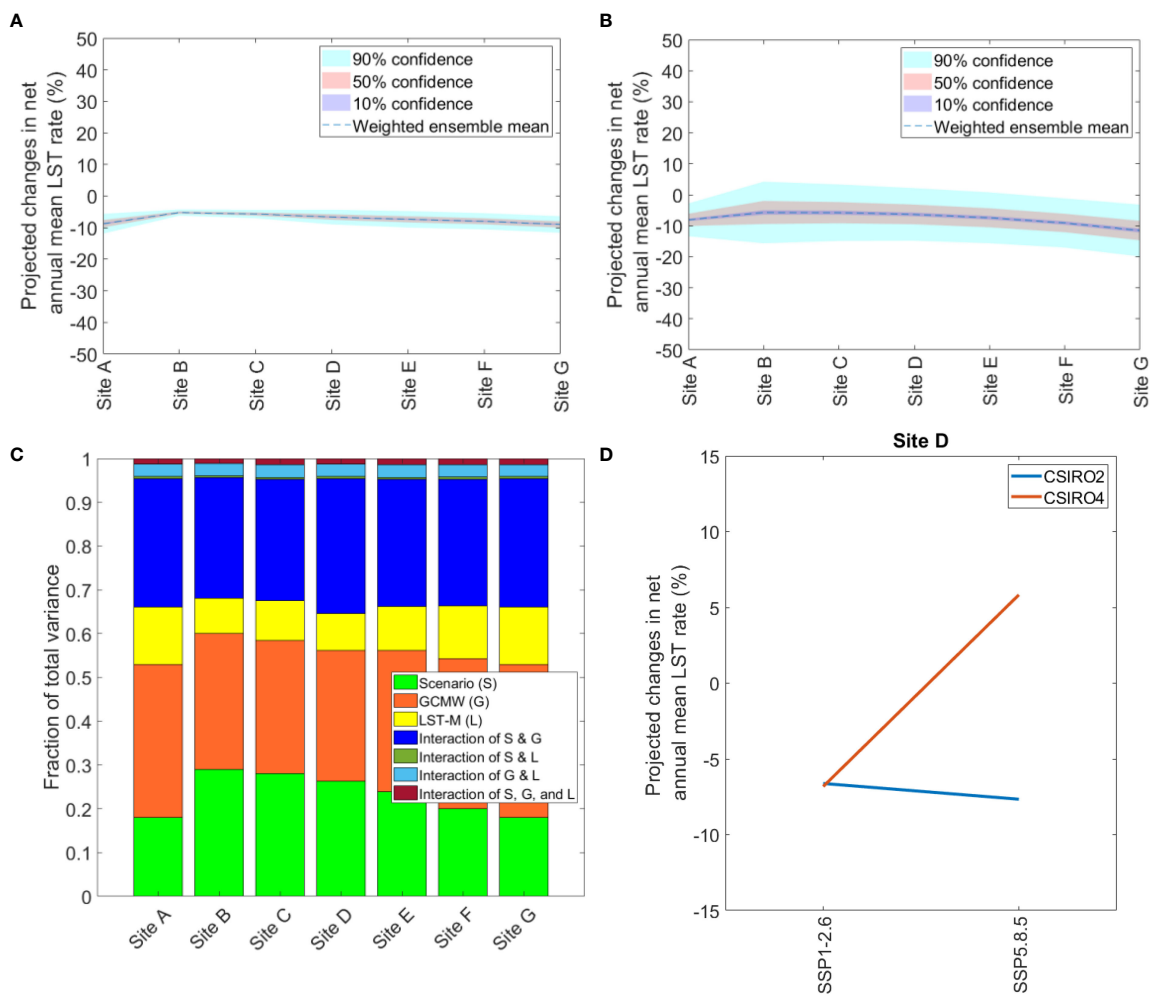 A
Projected changes in net
annual mean LST rate (%)
50
40
30
20
10
0
-10
-20
-30
-40
-50
90% confidence
50% confidence
10% confidence
Weighted ensemble mean
Site A
Site B
Site C
Site D
Site E
Site F
Site G
B
Projected changes in net
annual mean LST rate (%)
50
40
30
20
10
0
-10
-20
-30
-40
-50
90% confidence
50% confidence
10% confidence
Weighted ensemble mean
Site A
Site B
Site C
Site D
Site E
Site F
Site G
C
Fraction of total variance
1
0.9
0.8
0.7
0.6
0.5
0.4
0.3
0.2
0.1
0
Scenario (S)
GCMW (G)
LST-M (L)
Interaction of S & G
Interaction of S & L
Interaction of G & L
Interaction of S, G, and L
Site A
Site B
Site C
Site D
Site E
Site F
Site G
D
Site D
Projected changes in net
annual mean LST rate (%)
15
10
5
0
-5
-10
-15
CSIRO2
CSIRO4
SSP1-2.6
SSP5.8.5